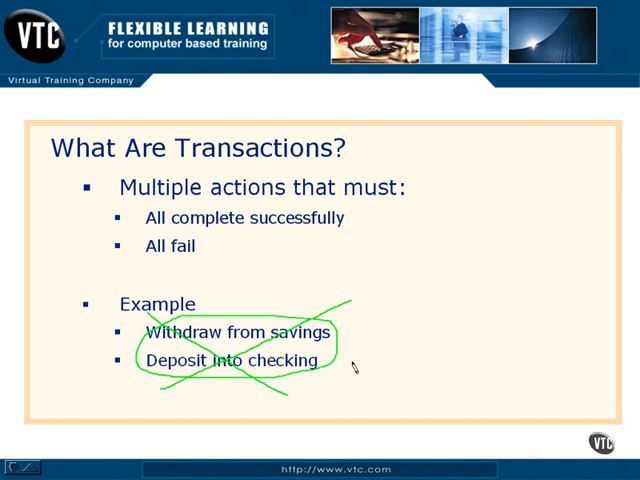 VTC
FLEXIBLE LEARNING
for computer based training
Virtual Training Company
What Are Transactions?
Multiple actions that must:
All complete successfully
All fail
Example
Withdraw from savings
Deposit into checking
VTC
http://www.vtc.com